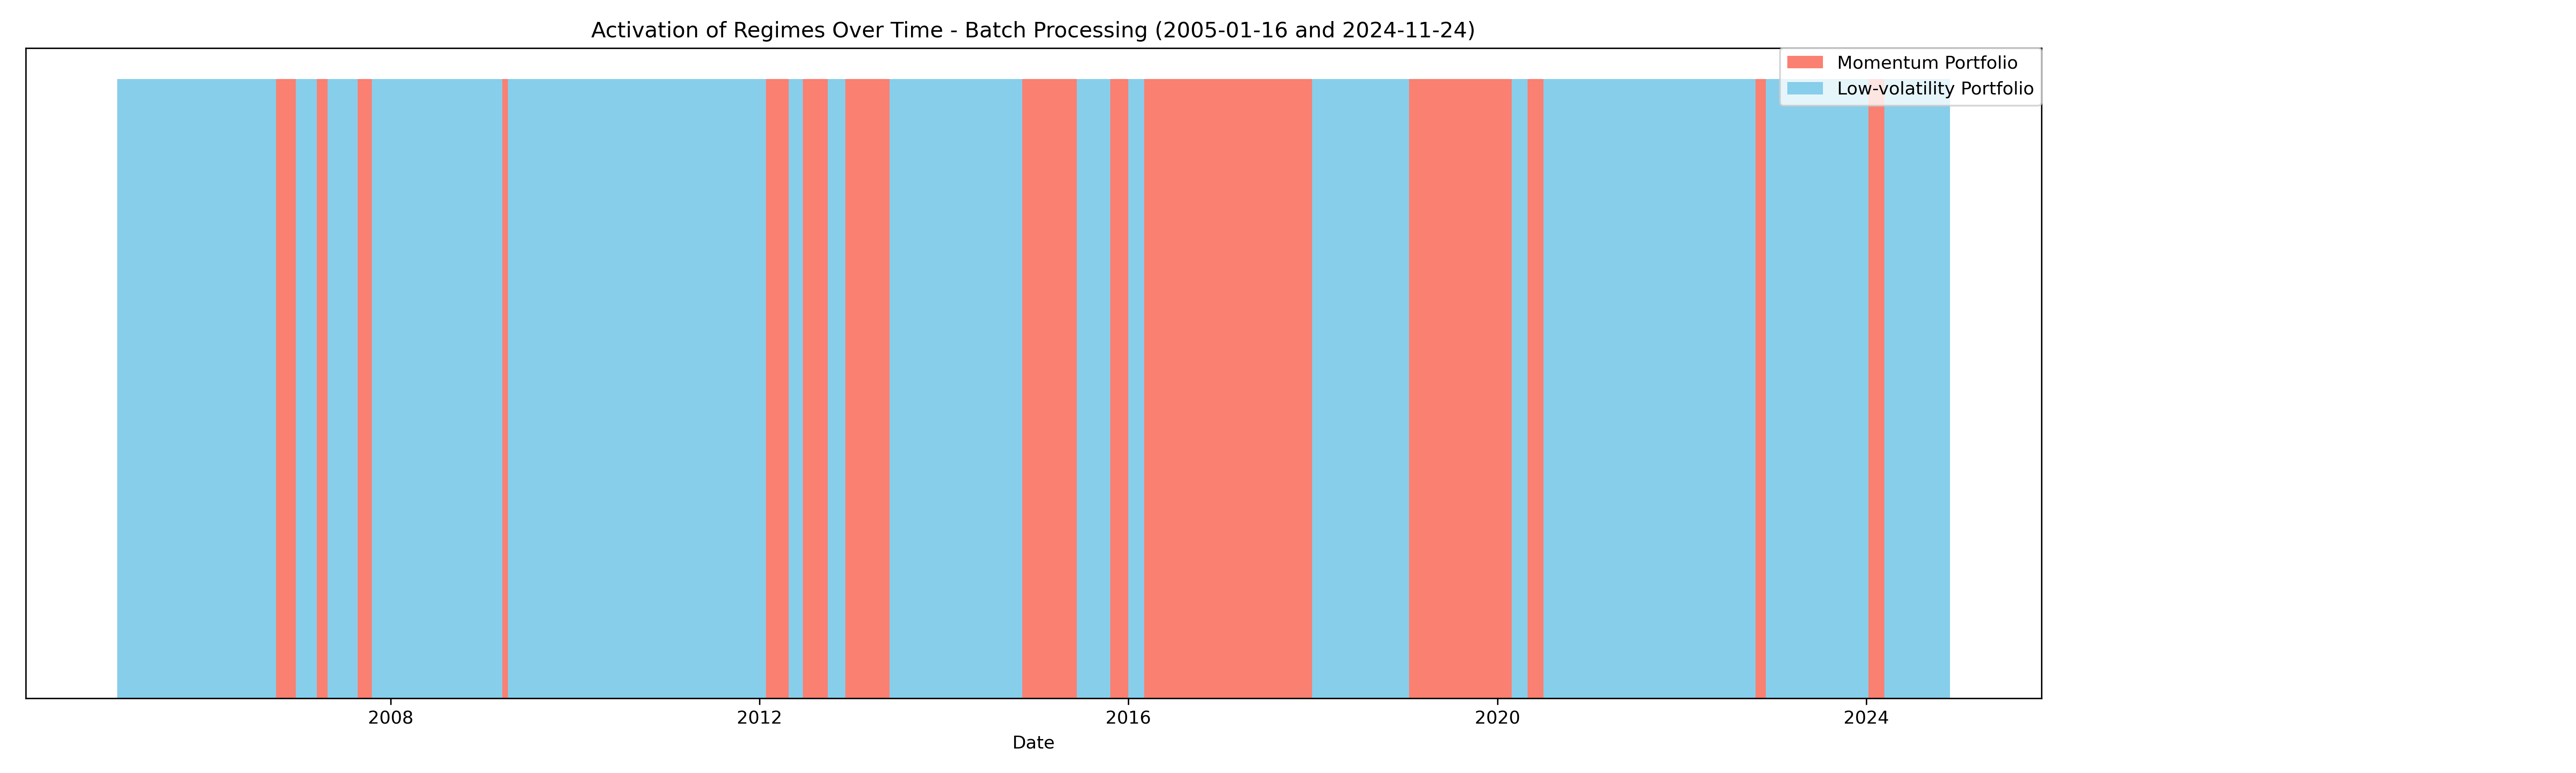 Activation of Regimes Over Time - Batch Processing (2005-01-16 and 2024-11-24)
Momentum Portfolio
Low-volatility Portfolio
2008 2012 2016 2020 2024
Date